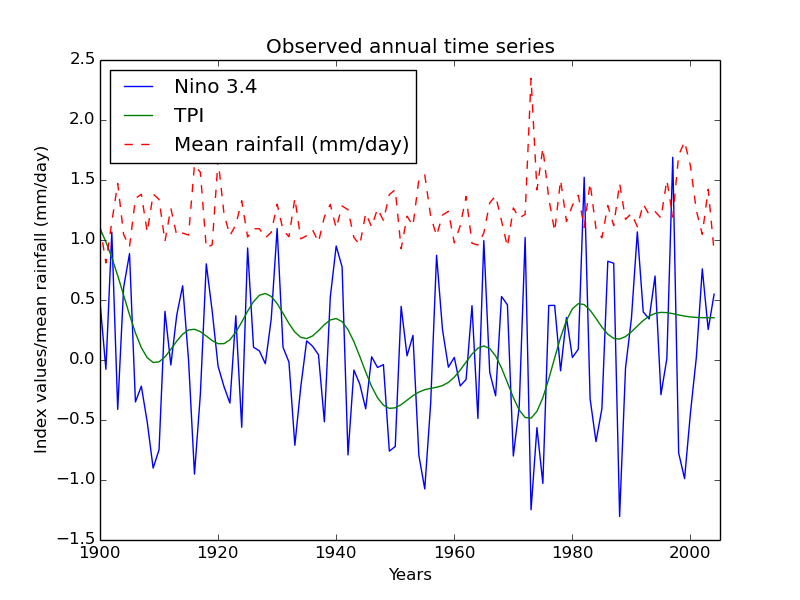 Observed annual time series
Nino 3.4
TPI
Mean rainfall (mm/day)
Index values/mean rainfall (mm/day)
2.5
2.0
1.5
1.0
0.5
0.0
−0.5
−1.0
−1.5
1900
1920
1940
1960
1980
2000
Years